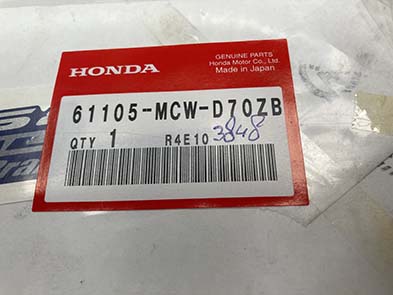 HONDA
GENUINE PARTS
Honda Motor Co., Ltd.
Made in Japan
61105-MCW-D70ZB
QTY 1 R4E10 3848